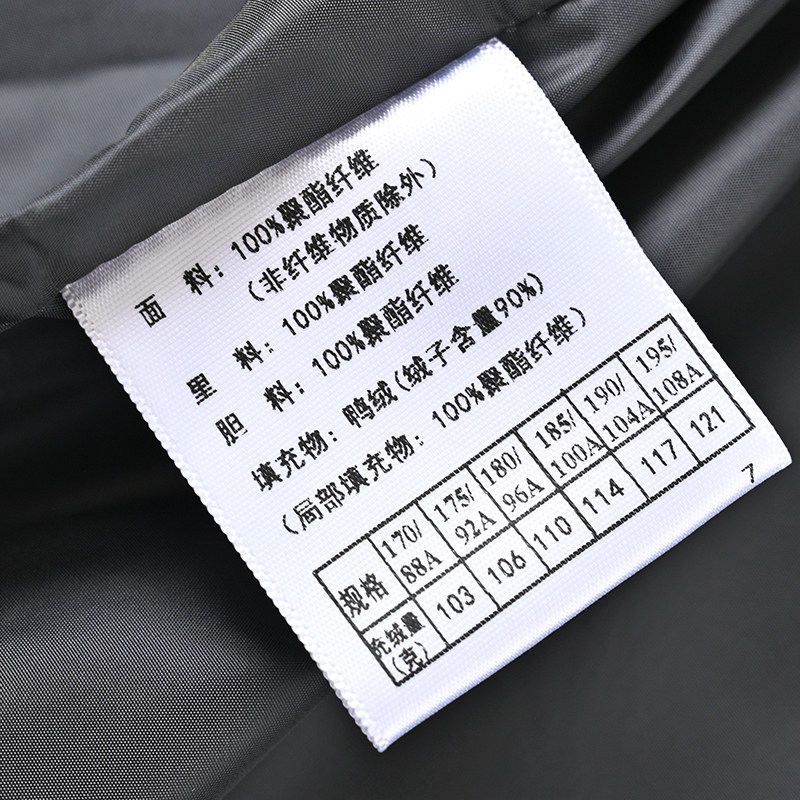 面 料：100%聚酯纤维
（非纤维物质除外）
里 料：100%聚酯纤维
胆 料：100%聚酯纤维
填充物：鸭绒(绒子含量90%)
（局部填充物：100%聚酯纤维）
规格 170/88A 175/92A 180/96A 185/100A 190/104A 195/108A
充绒量(克) 103 106 110 114 117 121
7